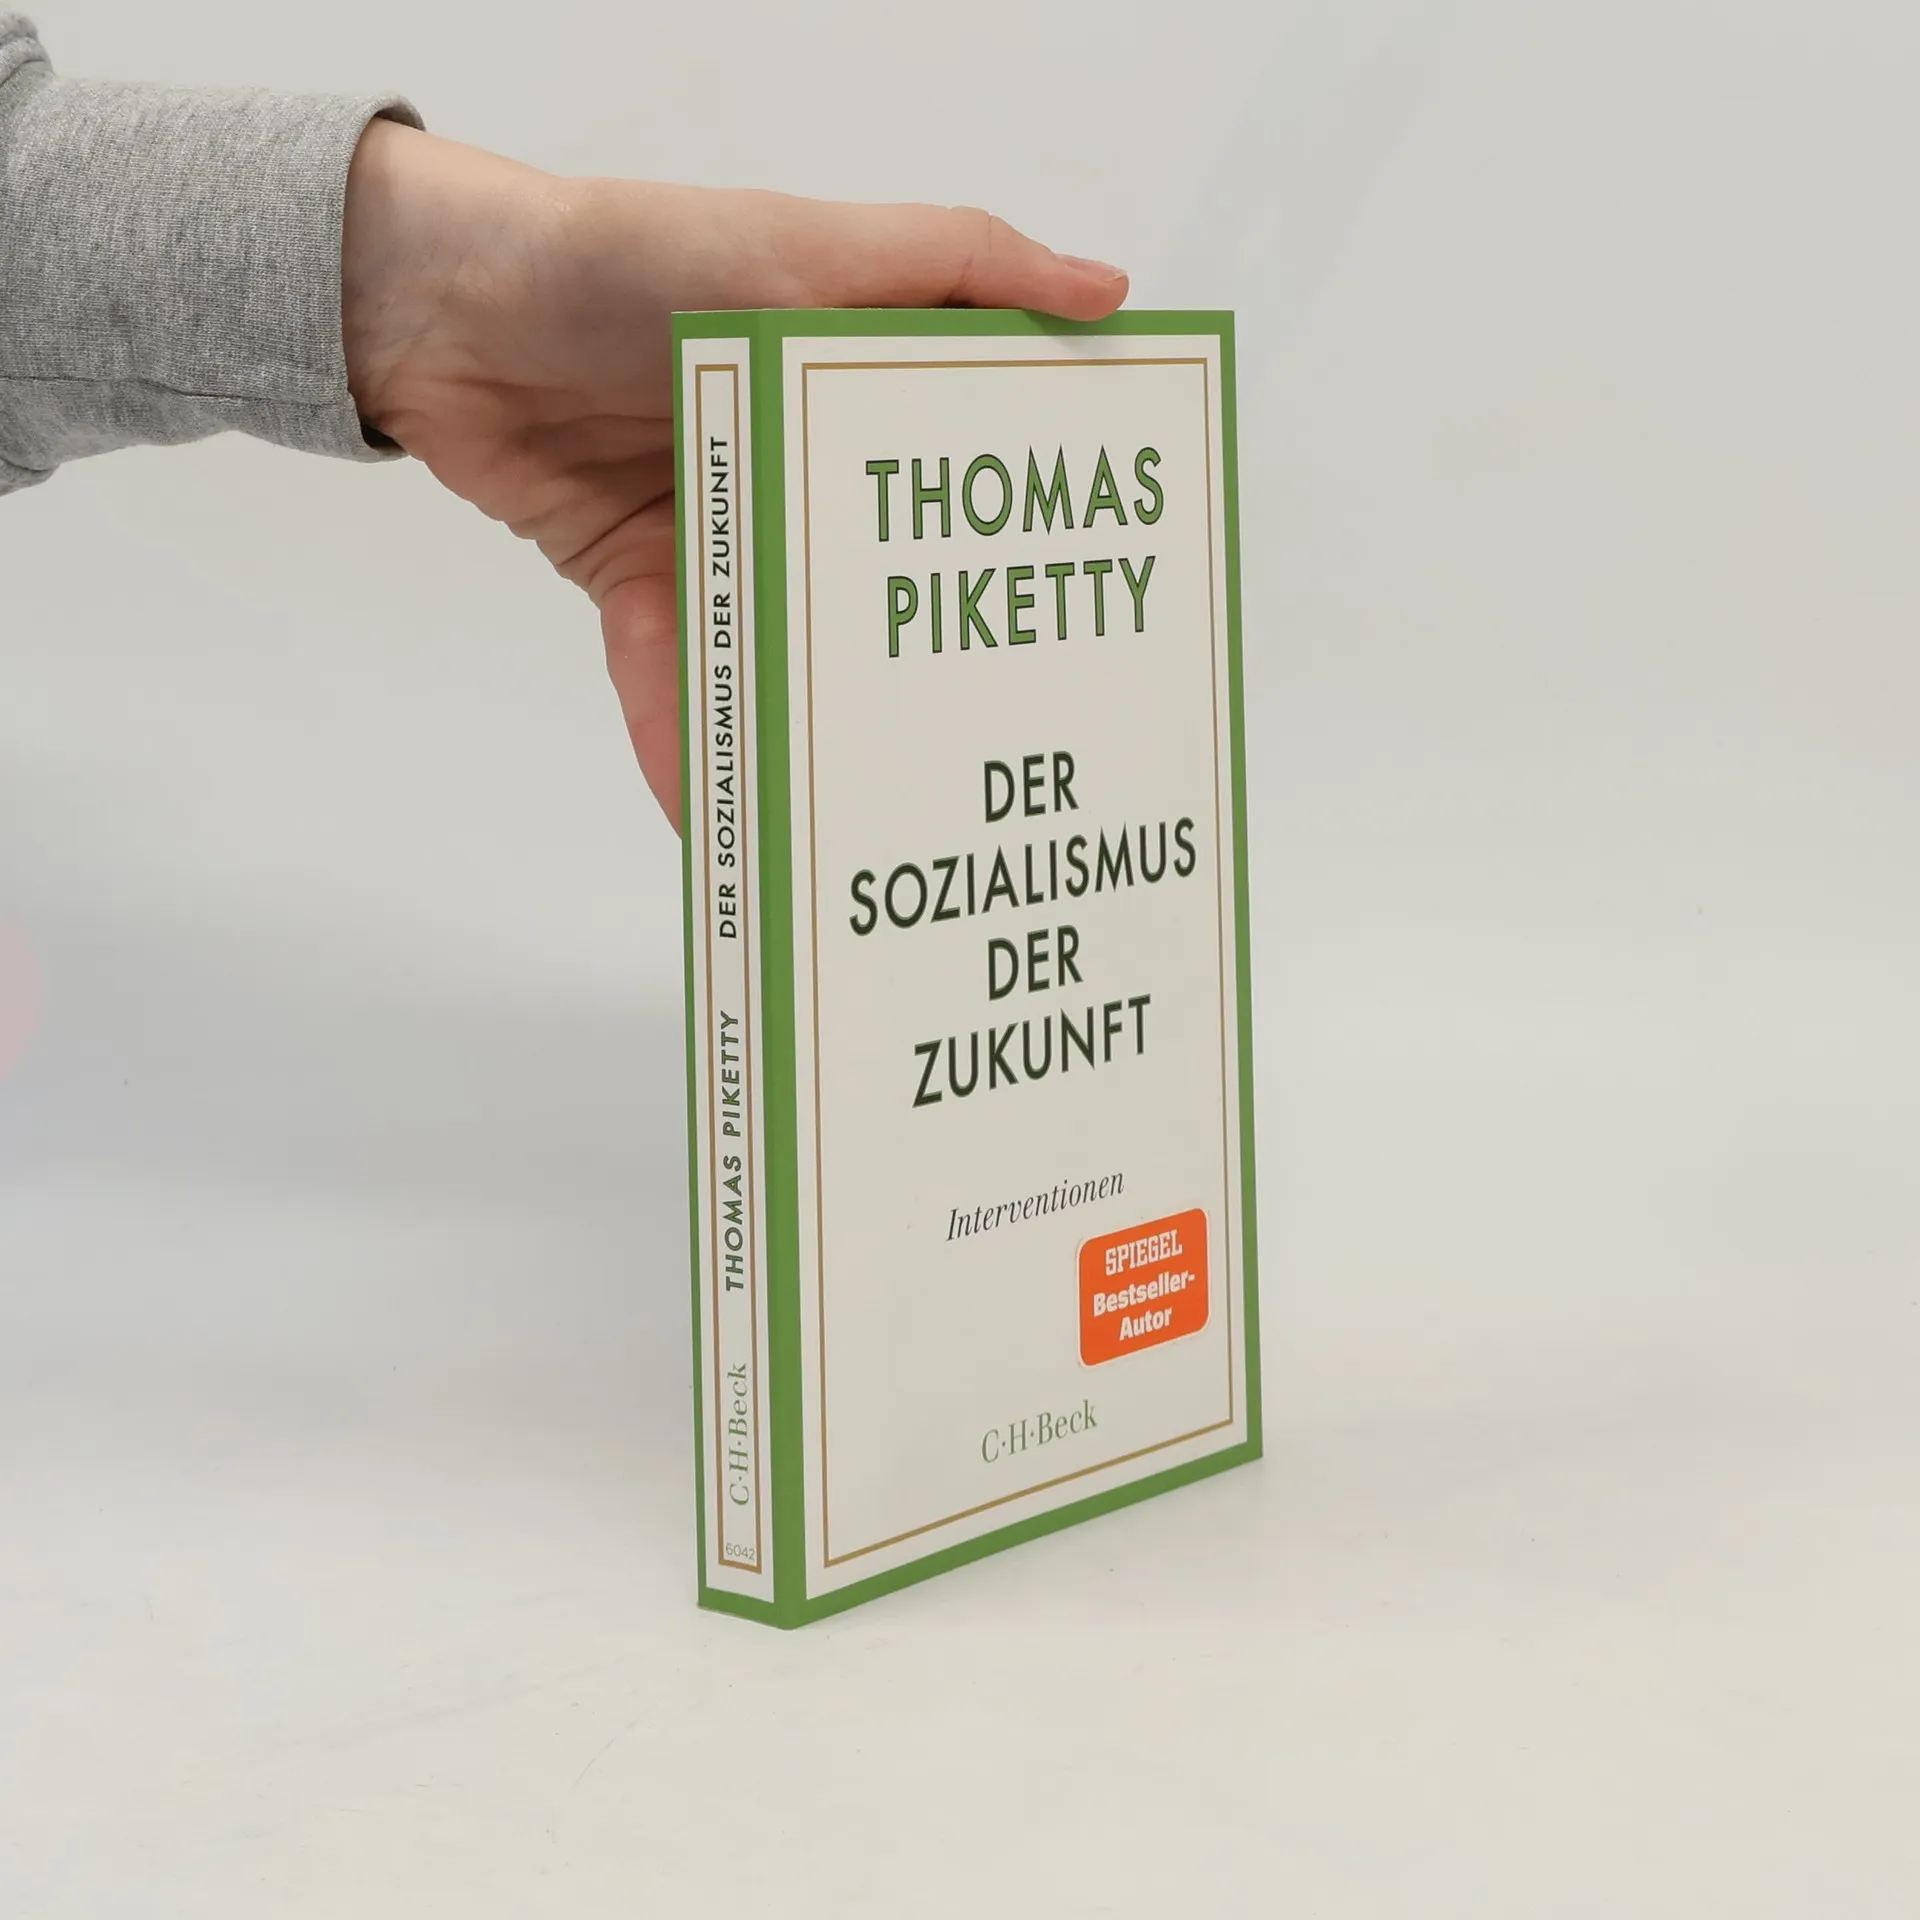 DER SOZIALISMUS DER ZUKUNFT
THOMAS PIKETTY
C·H·Beck
6042
THOMAS
PIKETTY
DER
SOZIALISMUS
DER
ZUKUNFT
Interventionen
SPIEGEL
Bestseller-
Autor
C·H·Beck